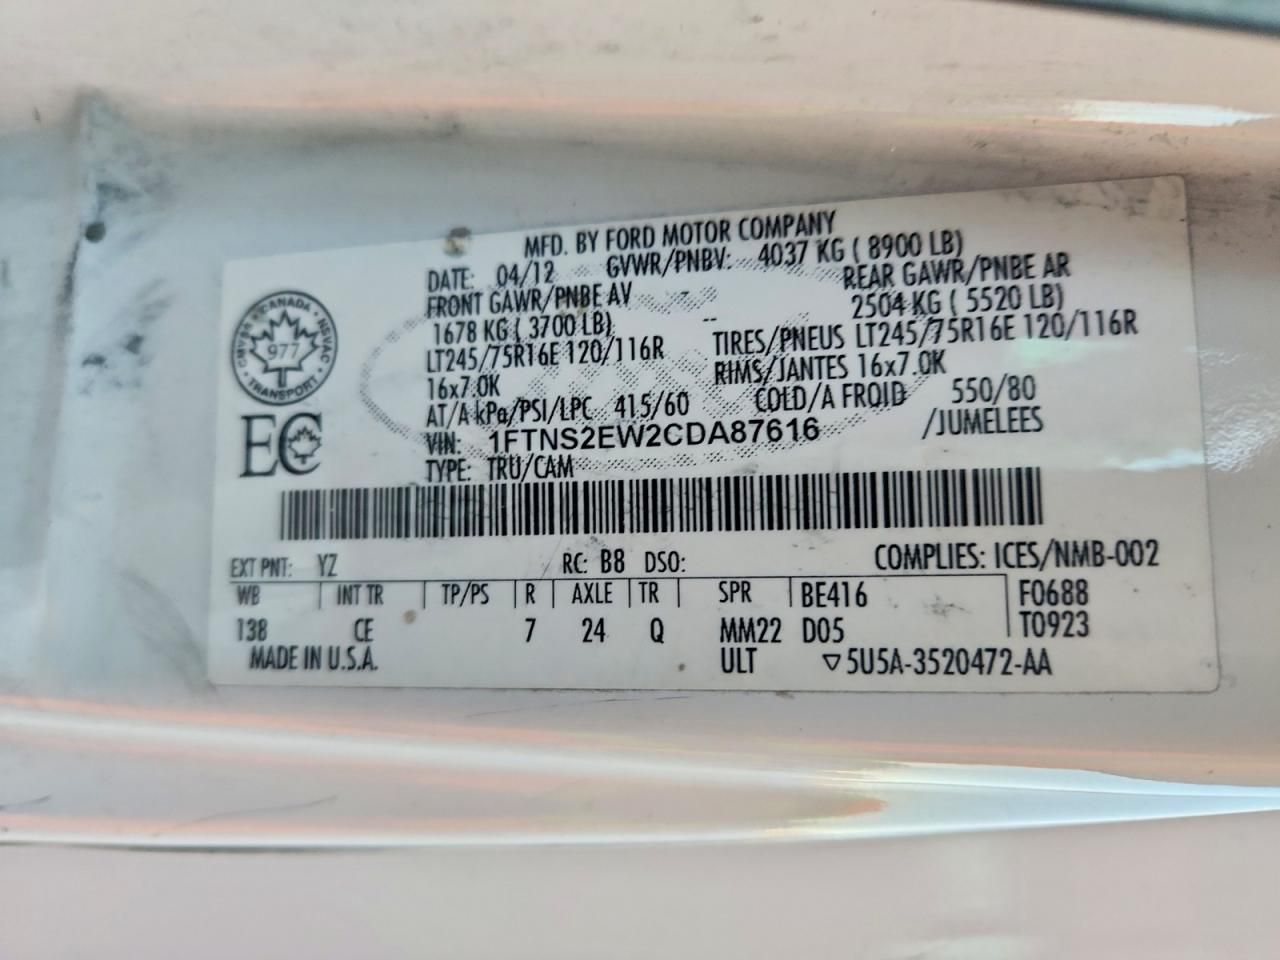 MFD. BY FORD MOTOR COMPANY
DATE: 04/12 GVWR/PNBV: 4037 KG ( 8900 LB)
FRONT GAWR/PNBE AV REAR GAWR/PNBE AR
1678 KG ( 3700 LB) -- 2504 KG ( 5520 LB)
LT245/75R16E 120/116R TIRES/PNEUS LT245/75R16E 120/116R
16x7.0K RIMS/JANTES 16x7.0K
AT/A kPa/PSI/LPC 415/60 COLD/A FROID 550/80
VIN: 1FTNS2EW2CDA87616 /JUMELEES
TYPE: TRU/CAM
CANADA · NSVAC · TRANSPORT · CMVSS
977
EC
EXT PNT: YZ RC: B8 DSO: COMPLIES: ICES/NMB-002
WB INT TR TP/PS R AXLE TR SPR BE416 F0688
138 CE 7 24 Q MM22 D05 T0923
MADE IN U.S.A. ULT ▽5U5A-3520472-AA